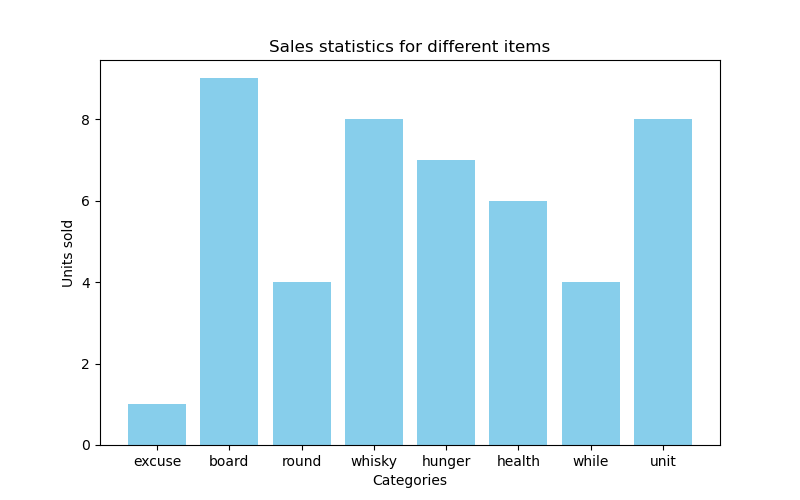 Sales statistics for different items
Units sold
8
6
4
2
0
excuse board round whisky hunger health while unit
Categories